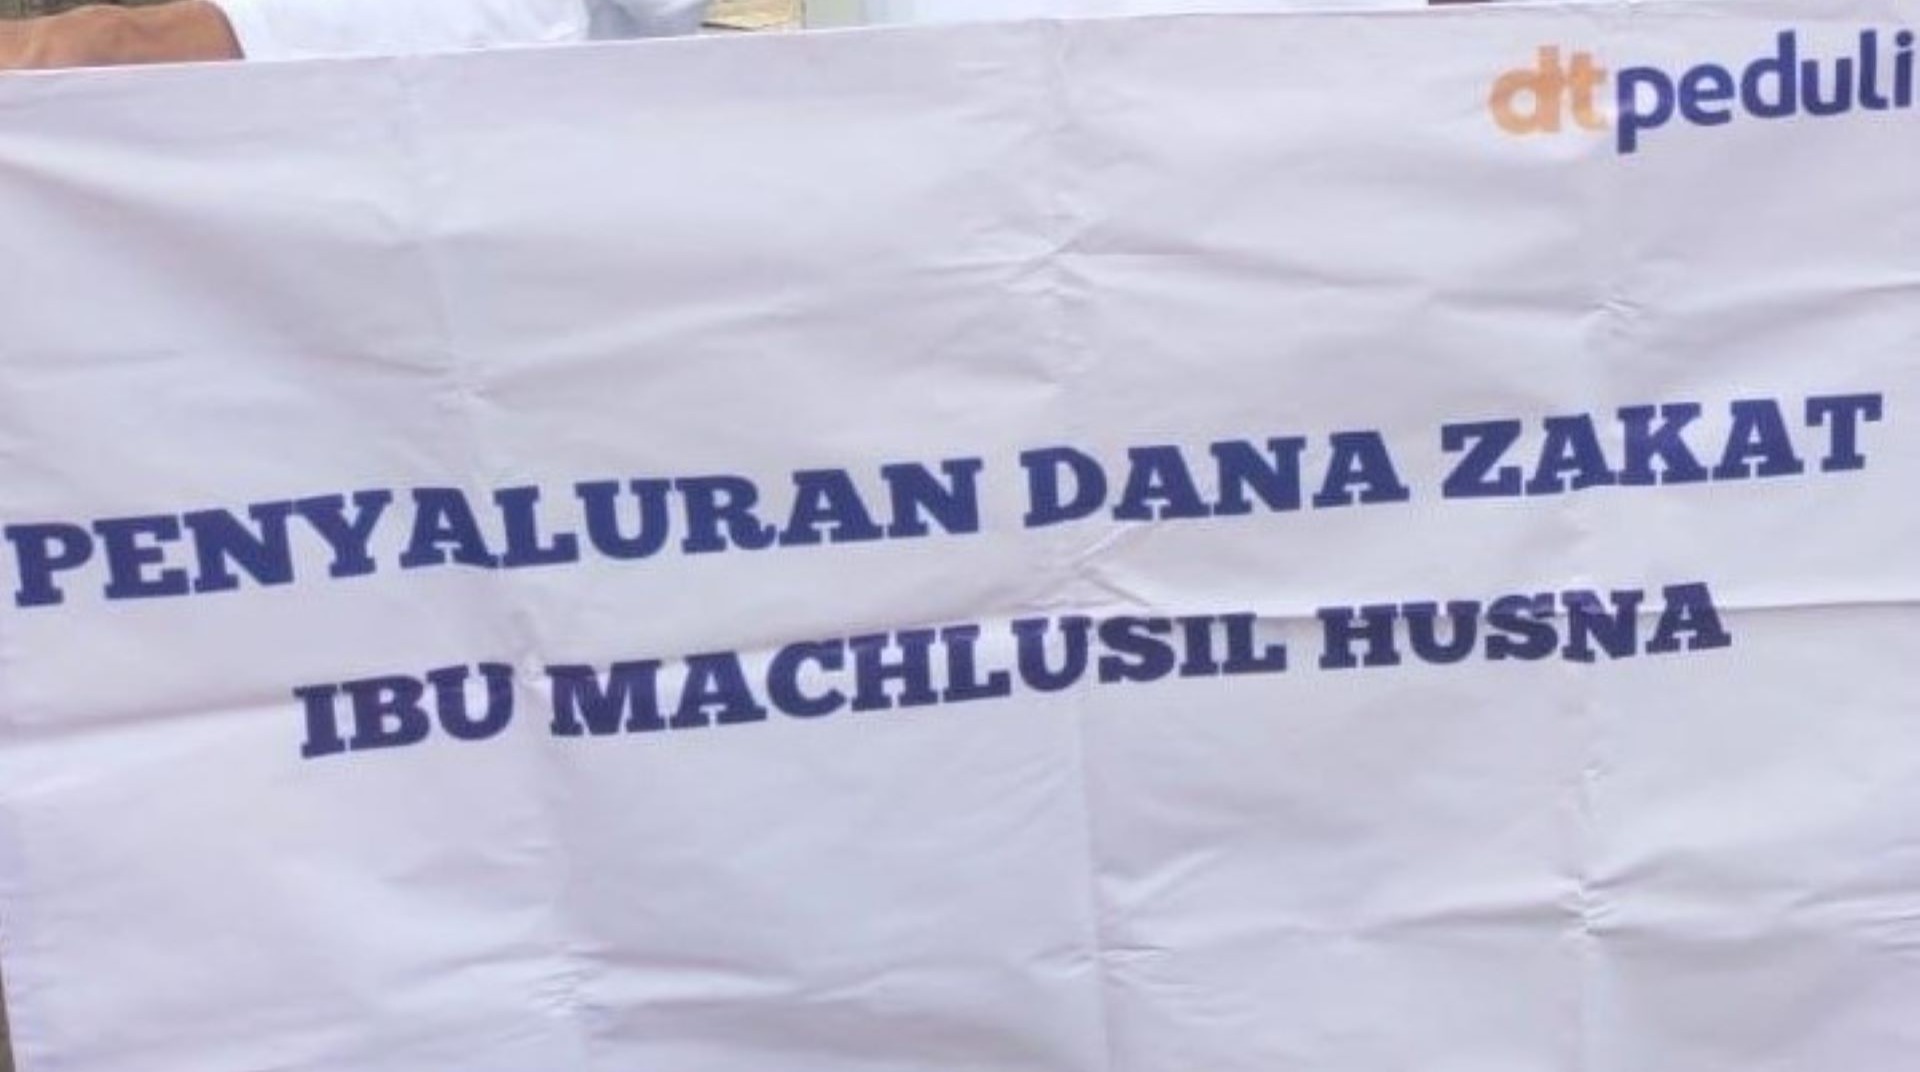 dtpeduli
PENYALURAN DANA ZAKAT
IBU MACHLUSIL HUSNA